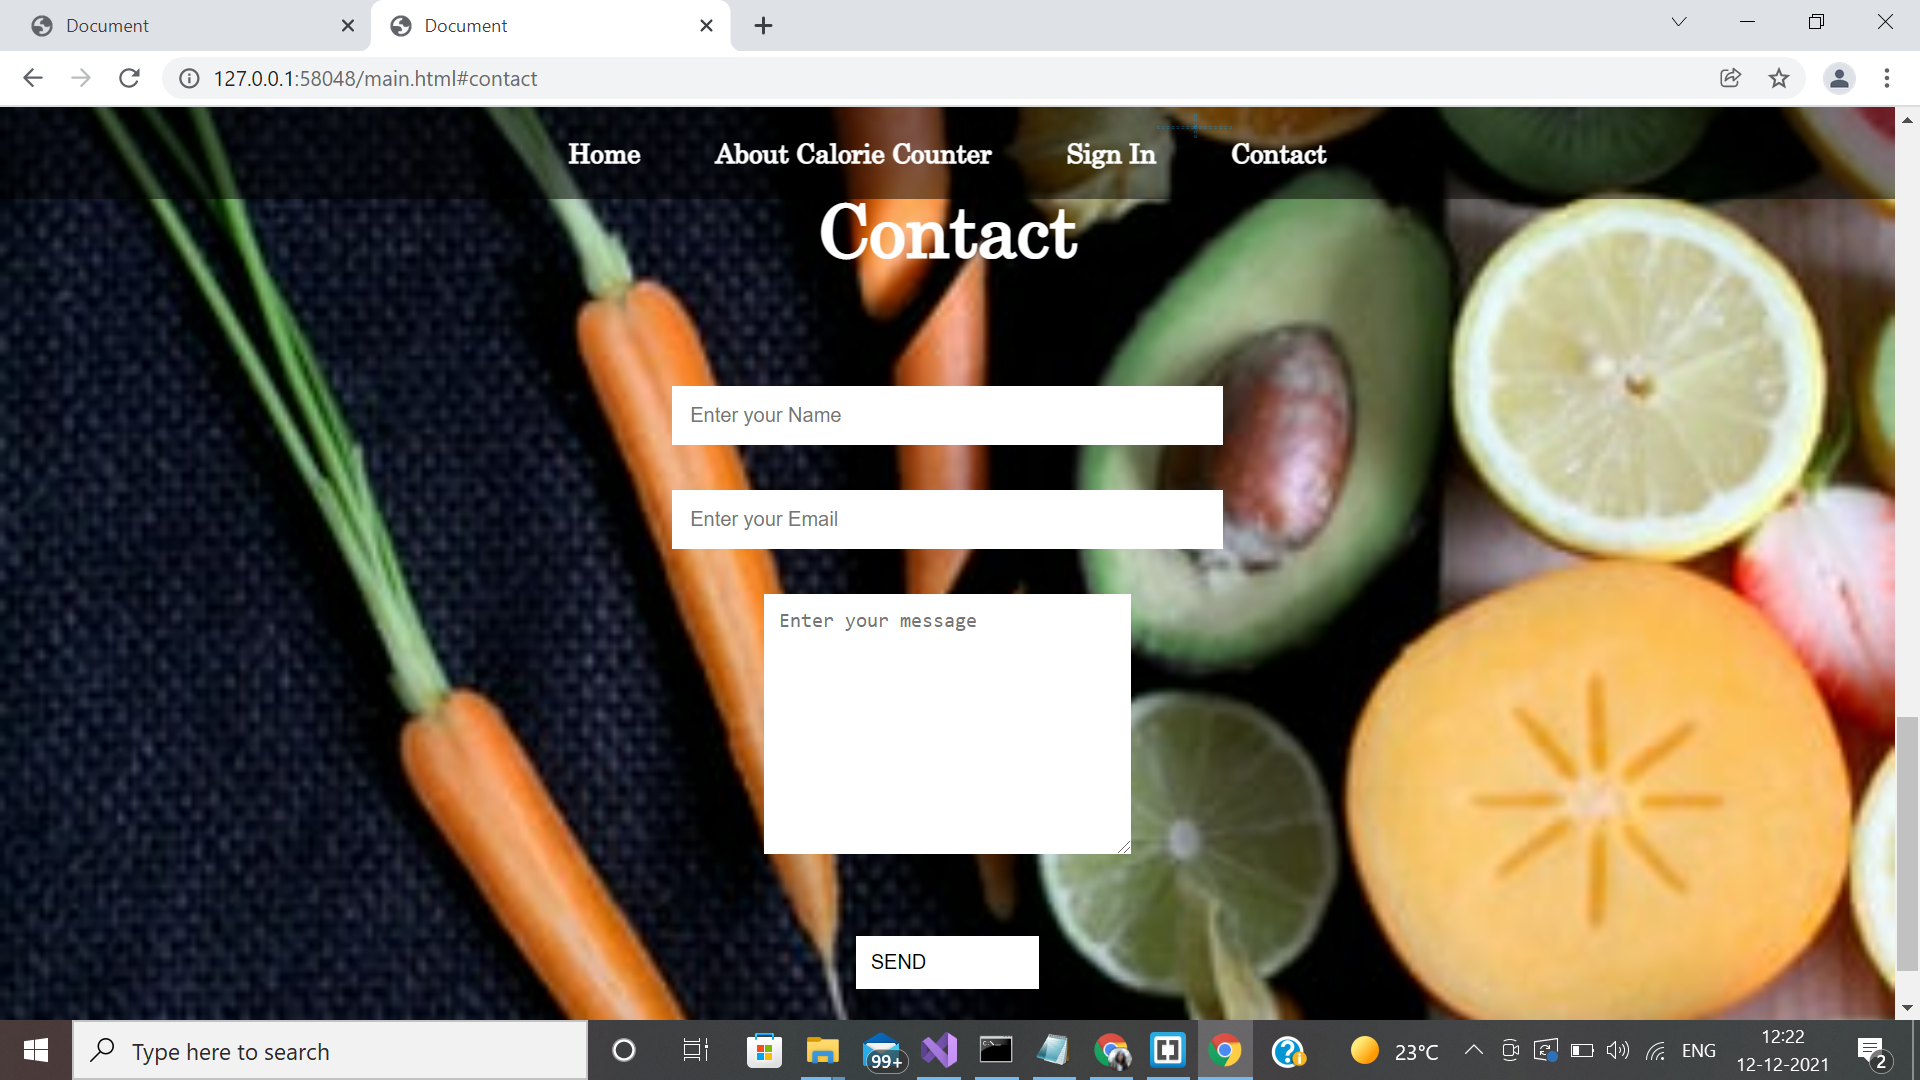 Document
Document
127.0.0.1:58048/main.html#contact
Home
About Calorie Counter
Sign In
Contact
Contact
Enter your Name
Enter your Email
Enter your message
SEND
Type here to search
99+
23°C
ENG
12:22
12-12-2021
2